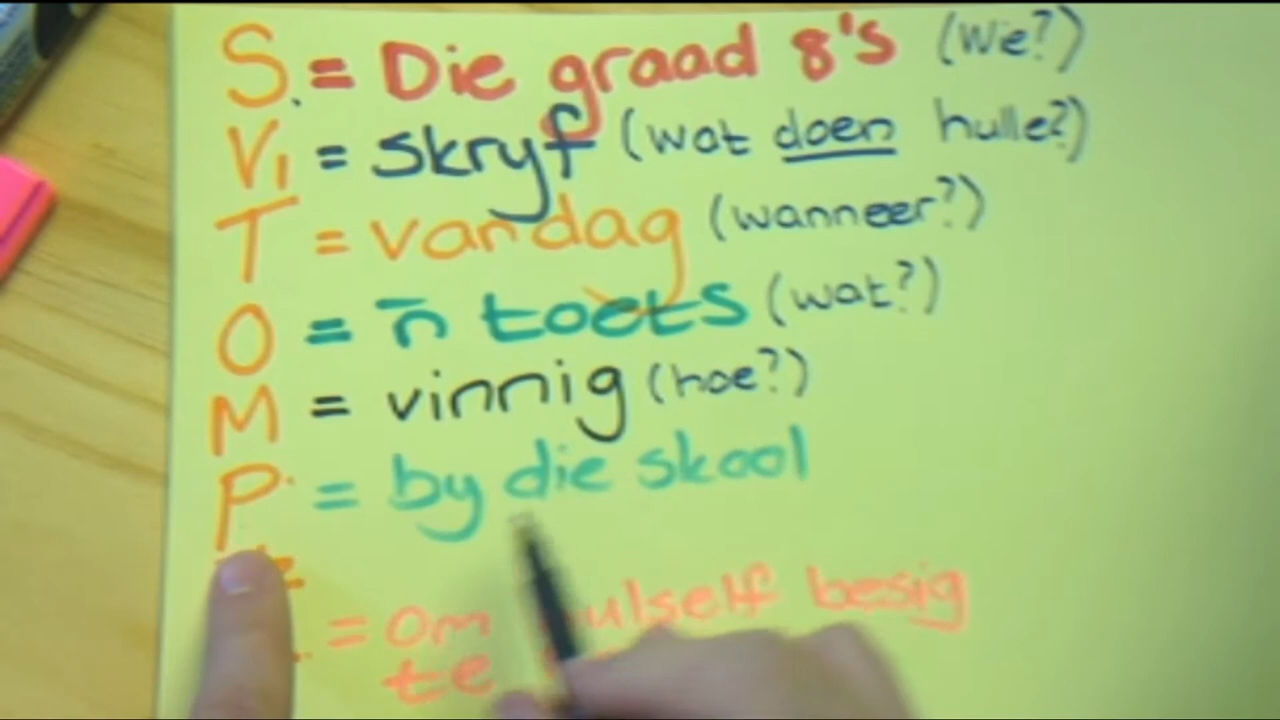 S = Die graad 8's (Wie?)
V1 = skryf (wat doen hulle?)
T = vandag (wanneer?)
O = 'n toets (wat?)
M = vinnig (hoe?)
P = by die skool
= om hulself besig
te